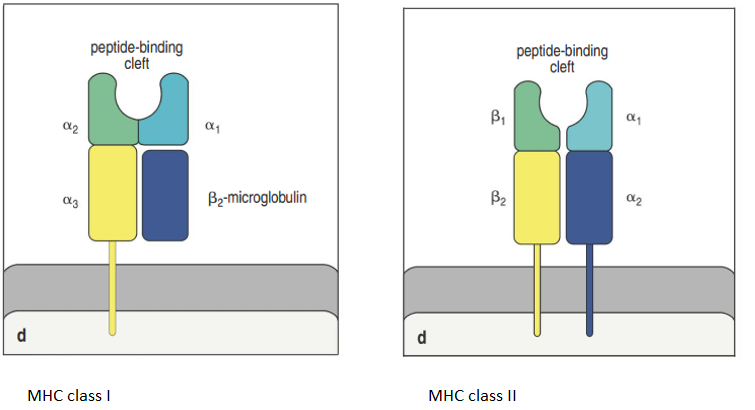 peptide-binding
cleft
α2
α1
α3
β2-microglobulin
d
MHC class I
peptide-binding
cleft
β1
α1
β2
α2
d
MHC class II